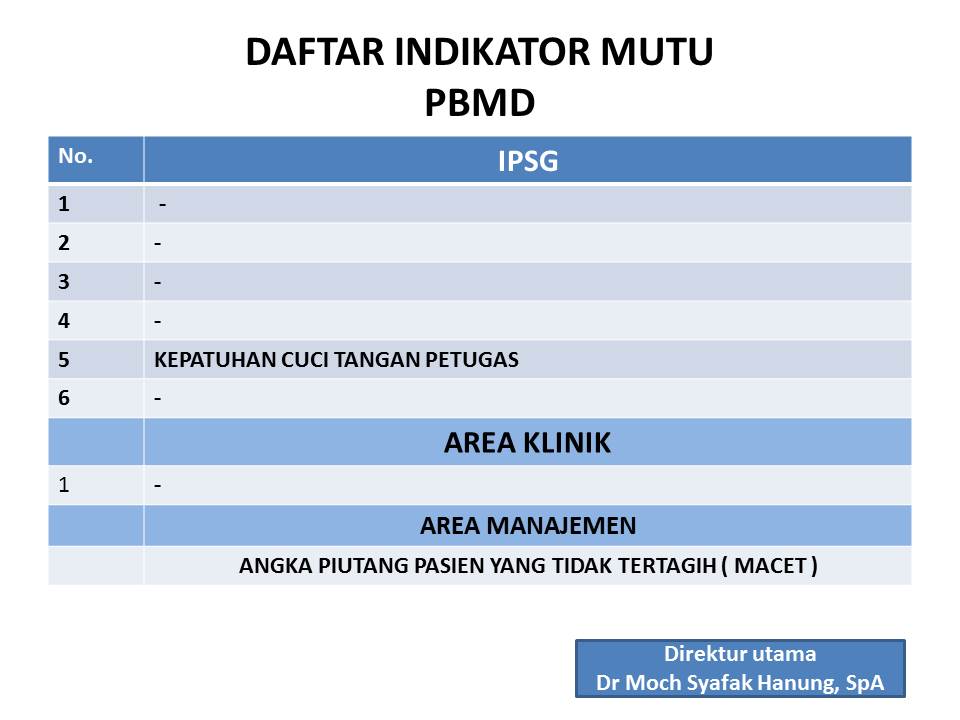 DAFTAR INDIKATOR MUTU
PBMD
No. IPSG
1 -
2 -
3 -
4 -
5 KEPATUHAN CUCI TANGAN PETUGAS
6 -
AREA KLINIK
1 -
AREA MANAJEMEN
ANGKA PIUTANG PASIEN YANG TIDAK TERTAGIH ( MACET )
Direktur utama
Dr Moch Syafak Hanung, SpA